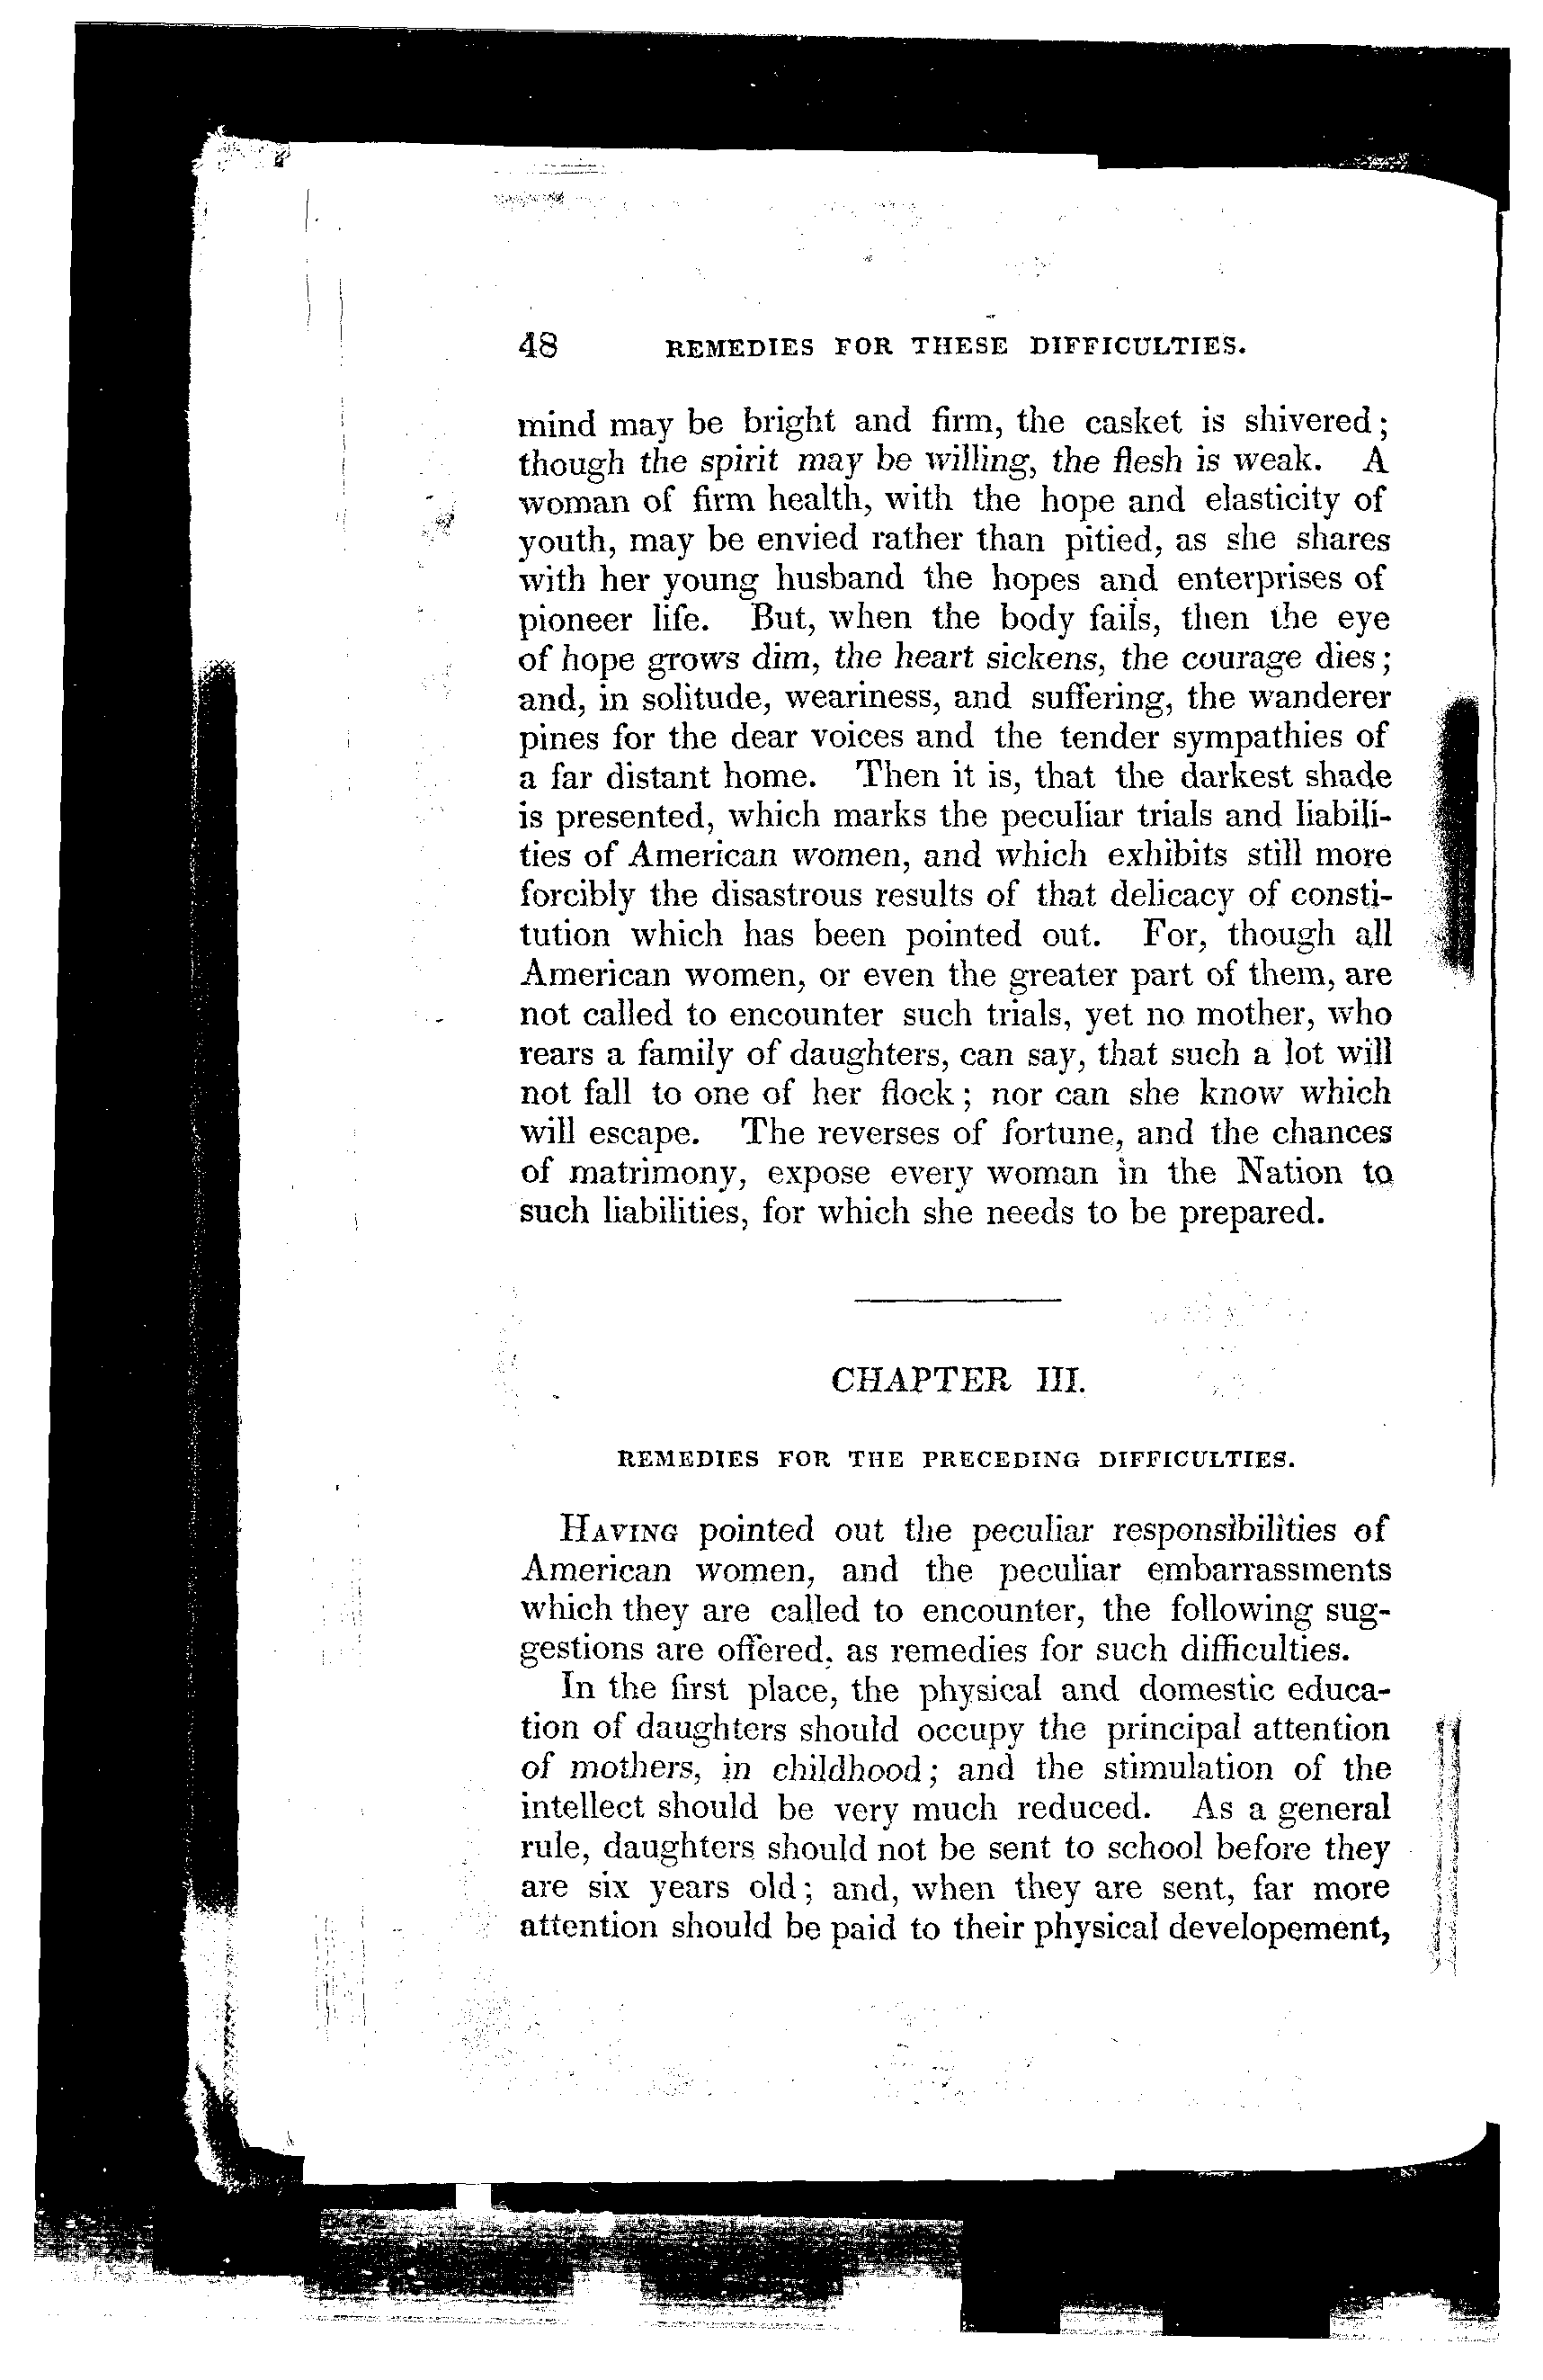 48 REMEDIES FOR THESE DIFFICULTIES.
mind may be bright and firm, the casket is shivered;
though the spirit may be willing, the flesh is weak. A
woman of firm health, with the hope and elasticity of
youth, may be envied rather than pitied, as she shares
with her young husband the hopes and enterprises of
pioneer life. But, when the body fails, then the eye
of hope grows dim, the heart sickens, the courage dies;
and, in solitude, weariness, and suffering, the wanderer
pines for the dear voices and the tender sympathies of
a far distant home. Then it is, that the darkest shade
is presented, which marks the peculiar trials and liabili-
ties of American women, and which exhibits still more
forcibly the disastrous results of that delicacy of consti-
tution which has been pointed out. For, though all
American women, or even the greater part of them, are
not called to encounter such trials, yet no mother, who
rears a family of daughters, can say, that such a lot will
not fall to one of her flock; nor can she know which
will escape. The reverses of fortune, and the chances
of matrimony, expose every woman in the Nation to
such liabilities, for which she needs to be prepared.
CHAPTER III.
REMEDIES FOR THE PRECEDING DIFFICULTIES.
HAVING pointed out the peculiar responsibilities of
American women, and the peculiar embarrassments
which they are called to encounter, the following sug-
gestions are offered, as remedies for such difficulties.
In the first place, the physical and domestic educa-
tion of daughters should occupy the principal attention
of mothers, in childhood; and the stimulation of the
intellect should be very much reduced. As a general
rule, daughters should not be sent to school before they
are six years old; and, when they are sent, far more
attention should be paid to their physical developement,